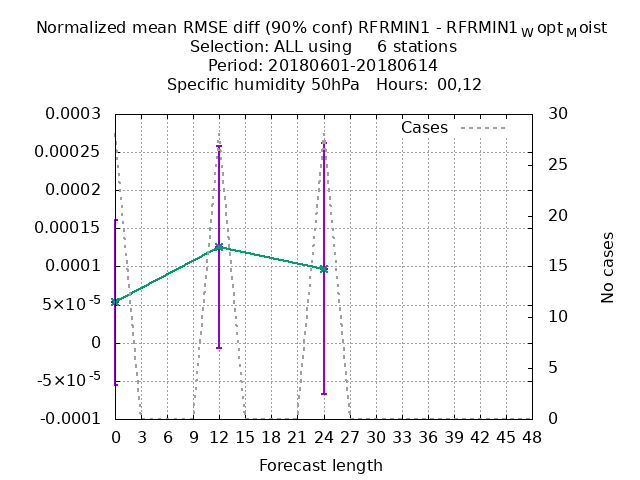 Normalized mean RMSE diff (90% conf) RFRMIN1 - RFRMIN1WoptMoist
Selection: ALL using 6 stations
Period: 20180601-20180614
Specific humidity 50hPa Hours: 00,12
Cases
0.0003
0.00025
0.0002
0.00015
0.0001
5×10-5
0
-5×10-5
-0.0001
30
25
20
15
10
5
0
No cases
0 3 6 9 12 15 18 21 24 27 30 33 36 39 42 45 48
Forecast length